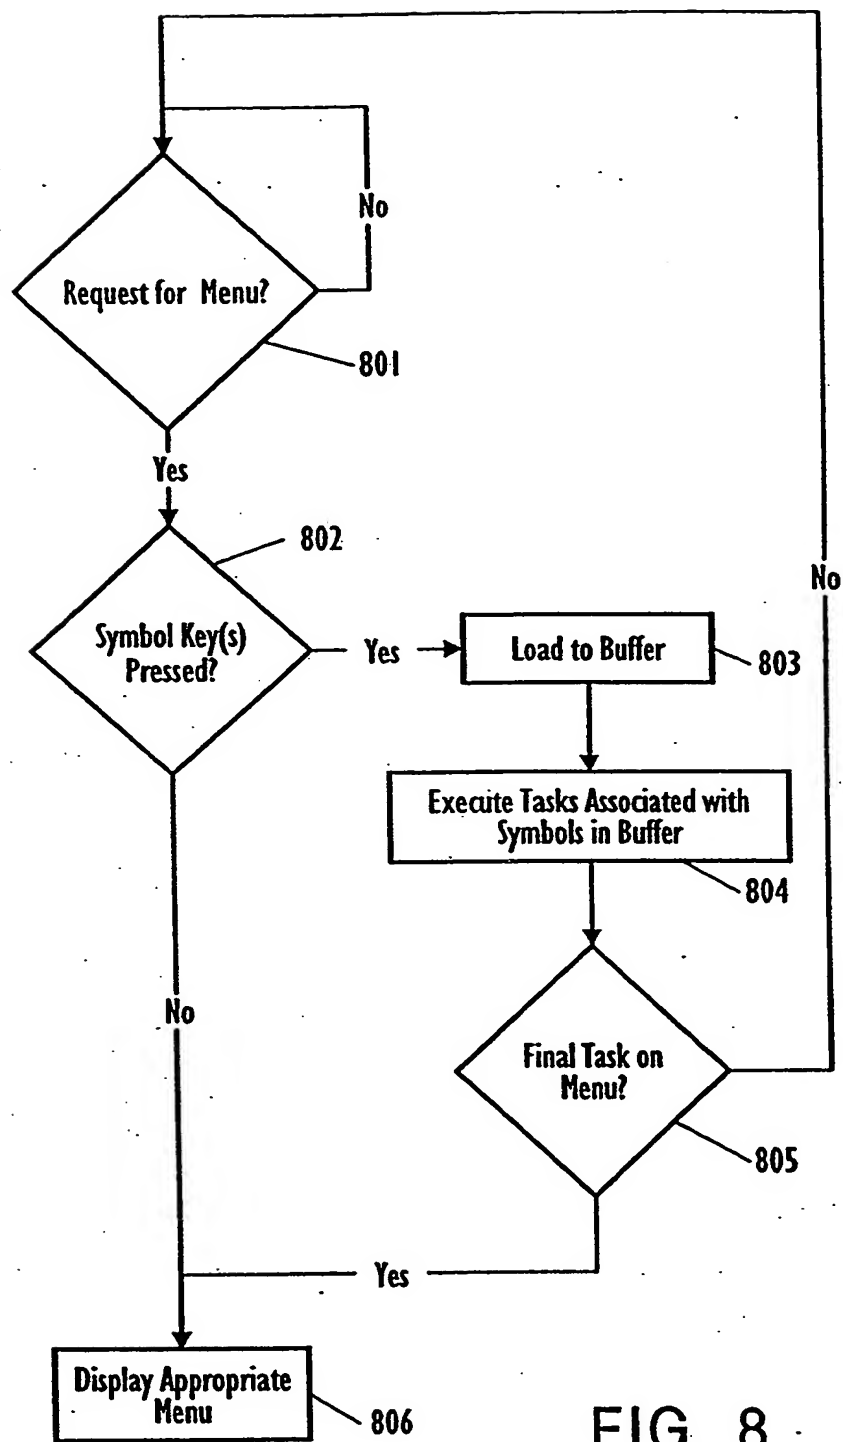 No
Request for Menu?
801
Yes
802
Symbol Key(s)
Pressed?
Yes
Load to Buffer
803
No
Execute Tasks Associated with
Symbols in Buffer
804
No
Final Task on
Menu?
805
Yes
Display Appropriate
Menu
806
FIG. 8